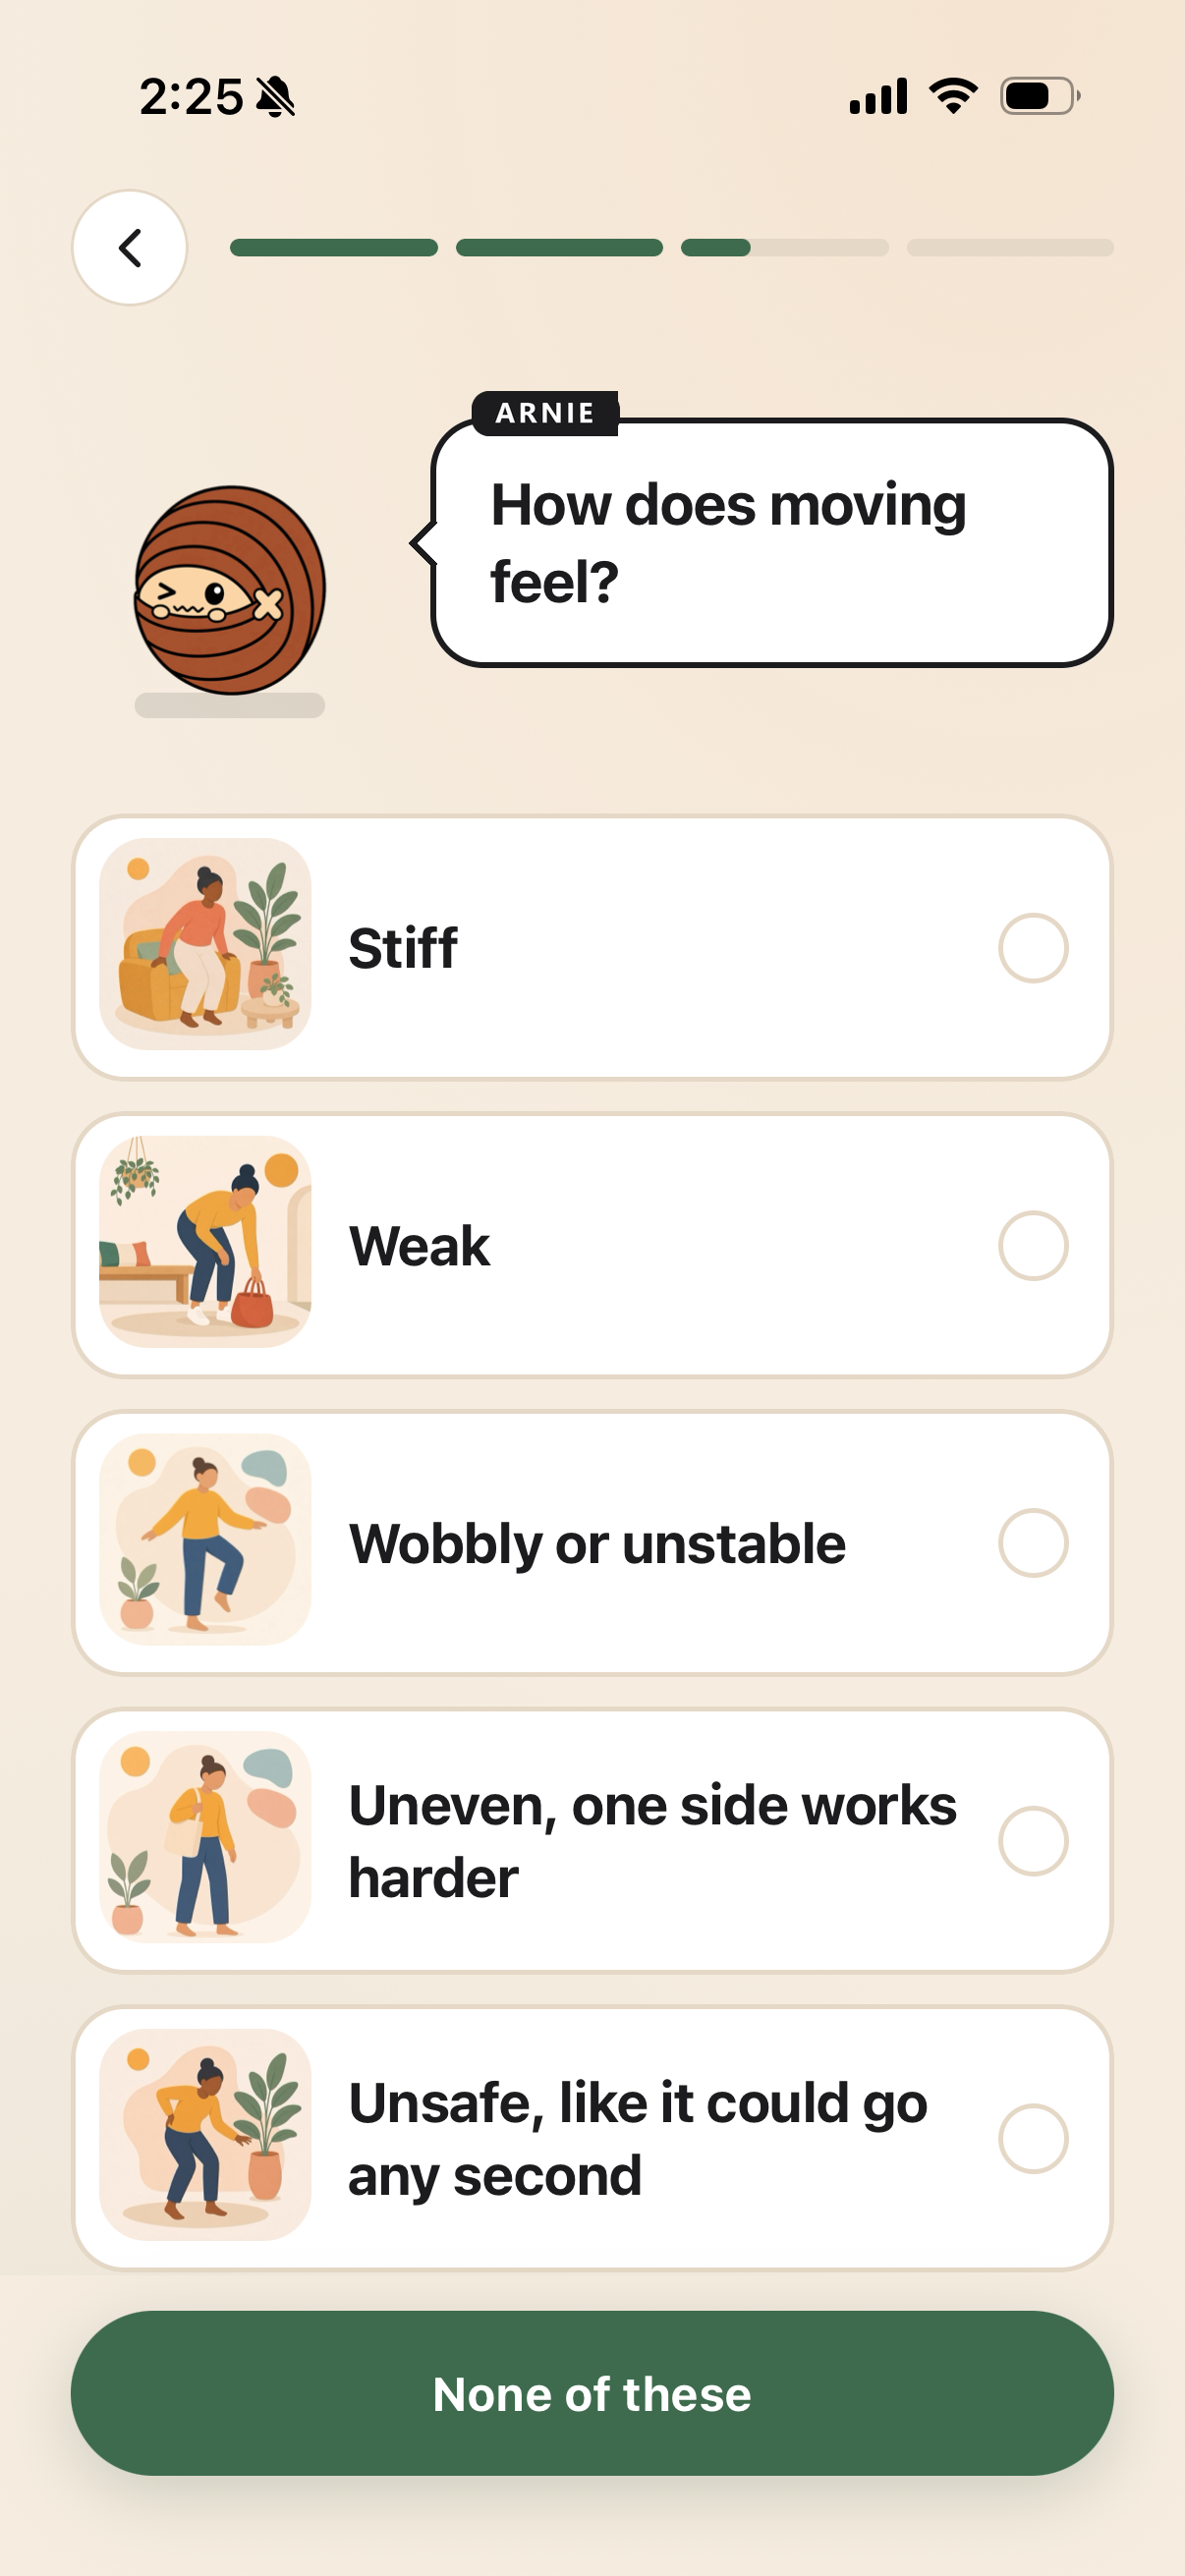 2:25
ARNIE
How does moving
feel?
Stiff
Weak
Wobbly or unstable
Uneven, one side works
harder
Unsafe, like it could go
any second
None of these